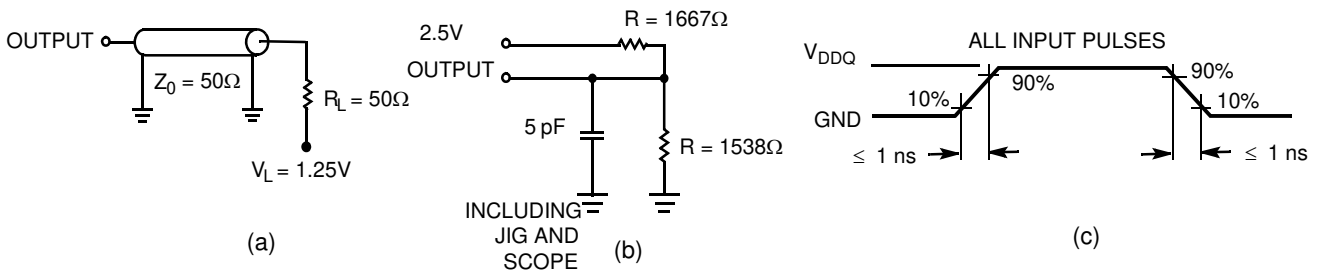 OUTPUT
Z0 = 50Ω
RL = 50Ω
VL = 1.25V
(a)
R = 1667Ω
2.5V
OUTPUT
5 pF
R = 1538Ω
INCLUDING
JIG AND
SCOPE
(b)
ALL INPUT PULSES
VDDQ
90%
90%
10%
10%
GND
≤ 1 ns
≤ 1 ns
(c)